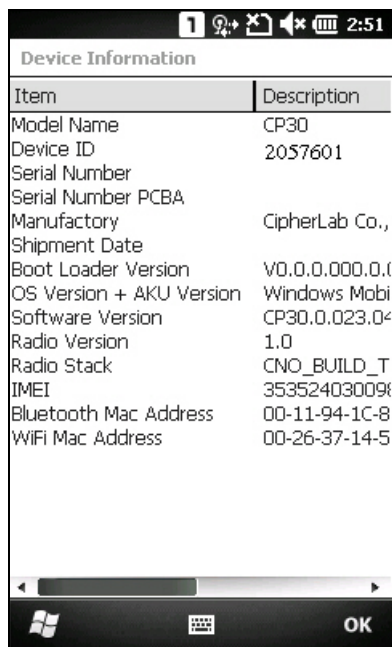 1 2:51
Device Information
Item Description
Model Name CP30
Device ID 2057601
Serial Number
Serial Number PCBA
Manufactory CipherLab Co.,
Shipment Date
Boot Loader Version V0.0.0.000.0.0
OS Version + AKU Version Windows Mobi
Software Version CP30.0.023.04
Radio Version 1.0
Radio Stack CNO_BUILD_T
IMEI 353524030098
Bluetooth Mac Address 00-11-94-1C-8
WiFi Mac Address 00-26-37-14-5
OK